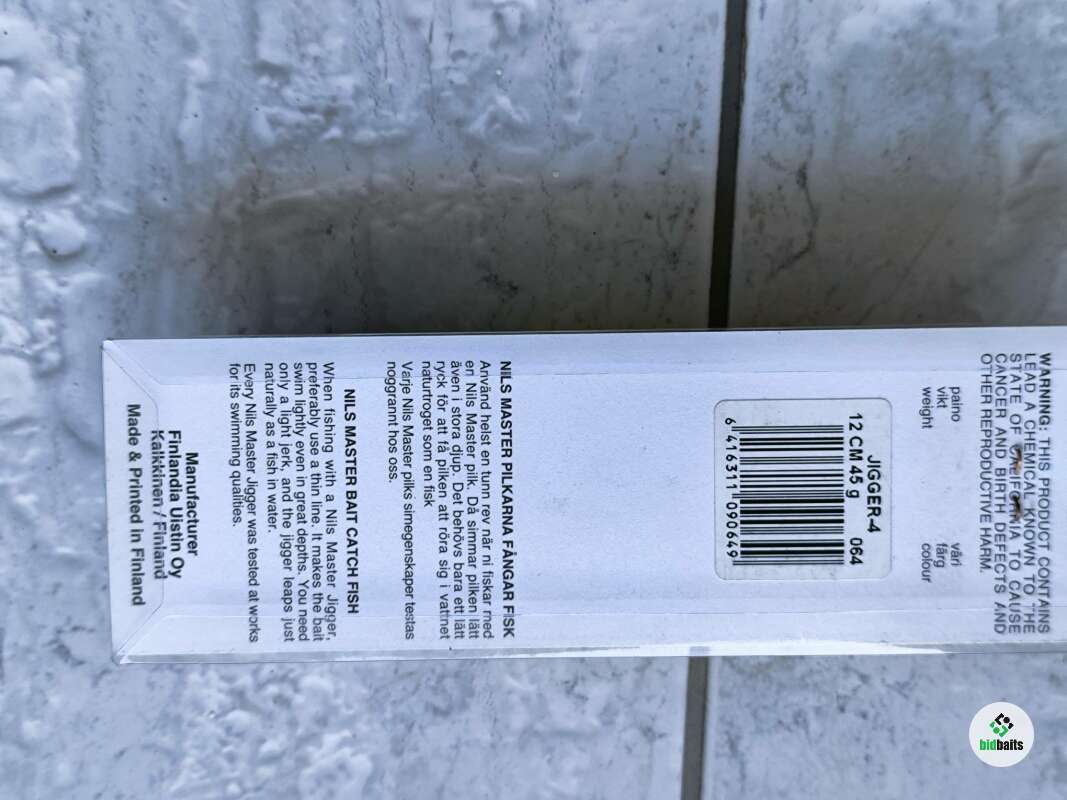 WARNING: THIS PRODUCT CONTAINS
LEAD A CHEMICAL KNOWN TO THE
STATE OF CALIFORNIA TO CAUSE
CANCER AND BIRTH DEFECTS AND
OTHER REPRODUCTIVE HARM.
paino väri
vikt färg
weight colour
JIGGER-4
12 CM 45 g 064
6 416311 090649
NILS MASTER PILKARNA FÅNGAR FISK
Använd helst en tunn rev när ni fiskar med
en Nils Master pilk. Då simmar pilken lätt
även i stora djup. Det behövs bara ett lätt
ryck för att få pilken att röra sig i vattnet
naturtroget som en fisk
Varje Nils Master pilks simegenskaper testas
noggrannt hos oss.
NILS MASTER BAIT CATCH FISH
When fishing with a Nils Master Jigger,
preferably use a thin line. It makes the bait
swim lightly even in great depths. You need
only a light jerk, and the jigger leaps just
naturally as a fish in water.
Every Nils Master Jigger was tested at works
for its swimming qualities.
Manufacturer
Finlandia Uistin Oy
Kalkkinen / Finland
Made & Printed in Finland
bidbaits